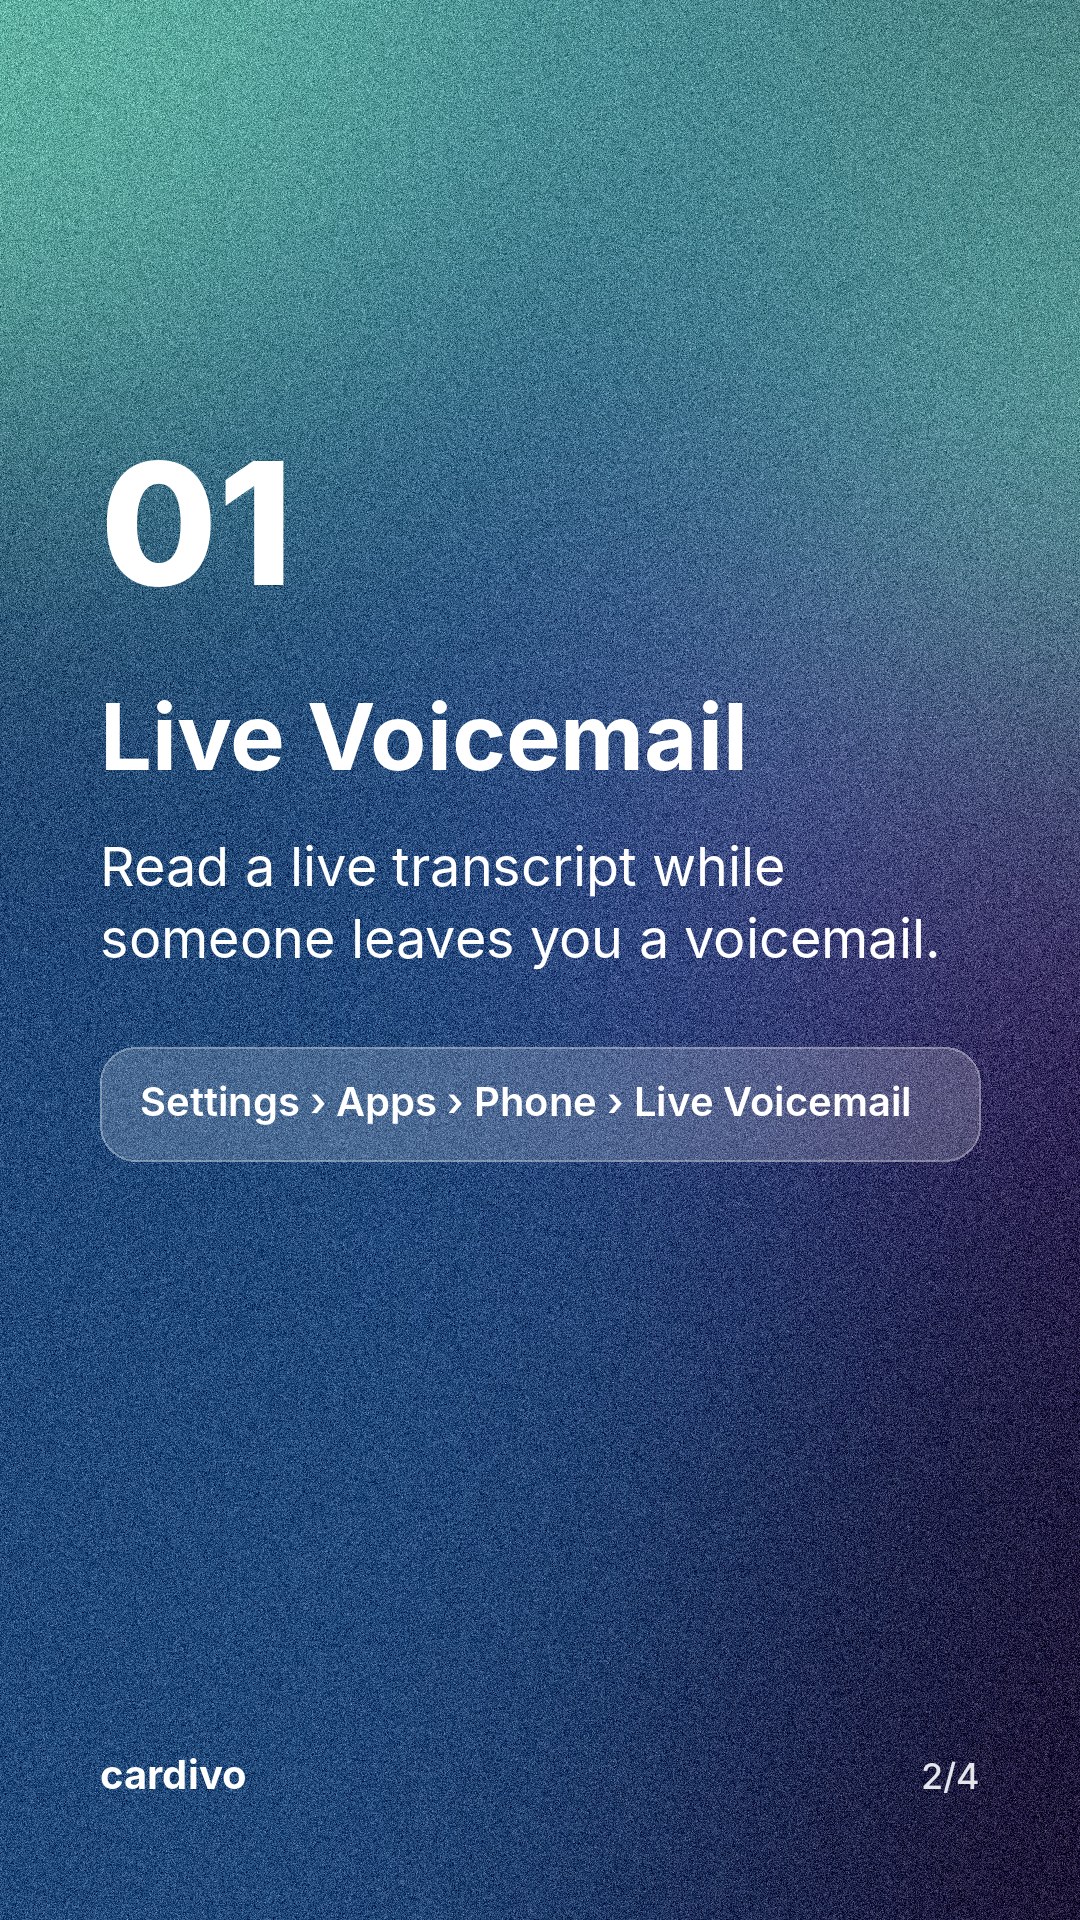 01
Live Voicemail
Read a live transcript while
someone leaves you a voicemail.
Settings › Apps › Phone › Live Voicemail
cardivo
2/4